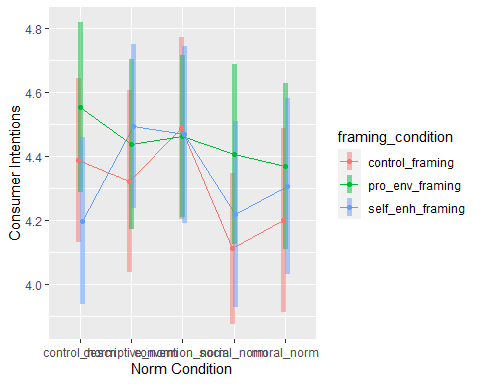 4.8
4.6
4.4
4.2
4.0
Consumer Intentions
control_norm
moral_norm
Norm Condition
framing_condition
control_framing
pro_env_framing
self_enh_framing